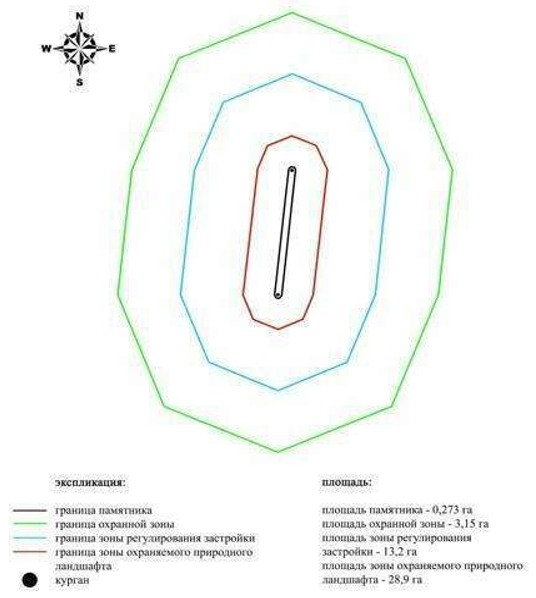 N
W E
S
экспликация:
граница памятника
граница охранной зоны
граница зоны регулирования застройки
граница зоны охраняемого природного
ландшафта
курган
площадь:
площадь памятника - 0,273 га
площадь охранной зоны - 3,15 га
площадь зоны регулирования
застройки - 13,2 га
площадь зоны охраняемого природного
ландшафта - 28,9 га